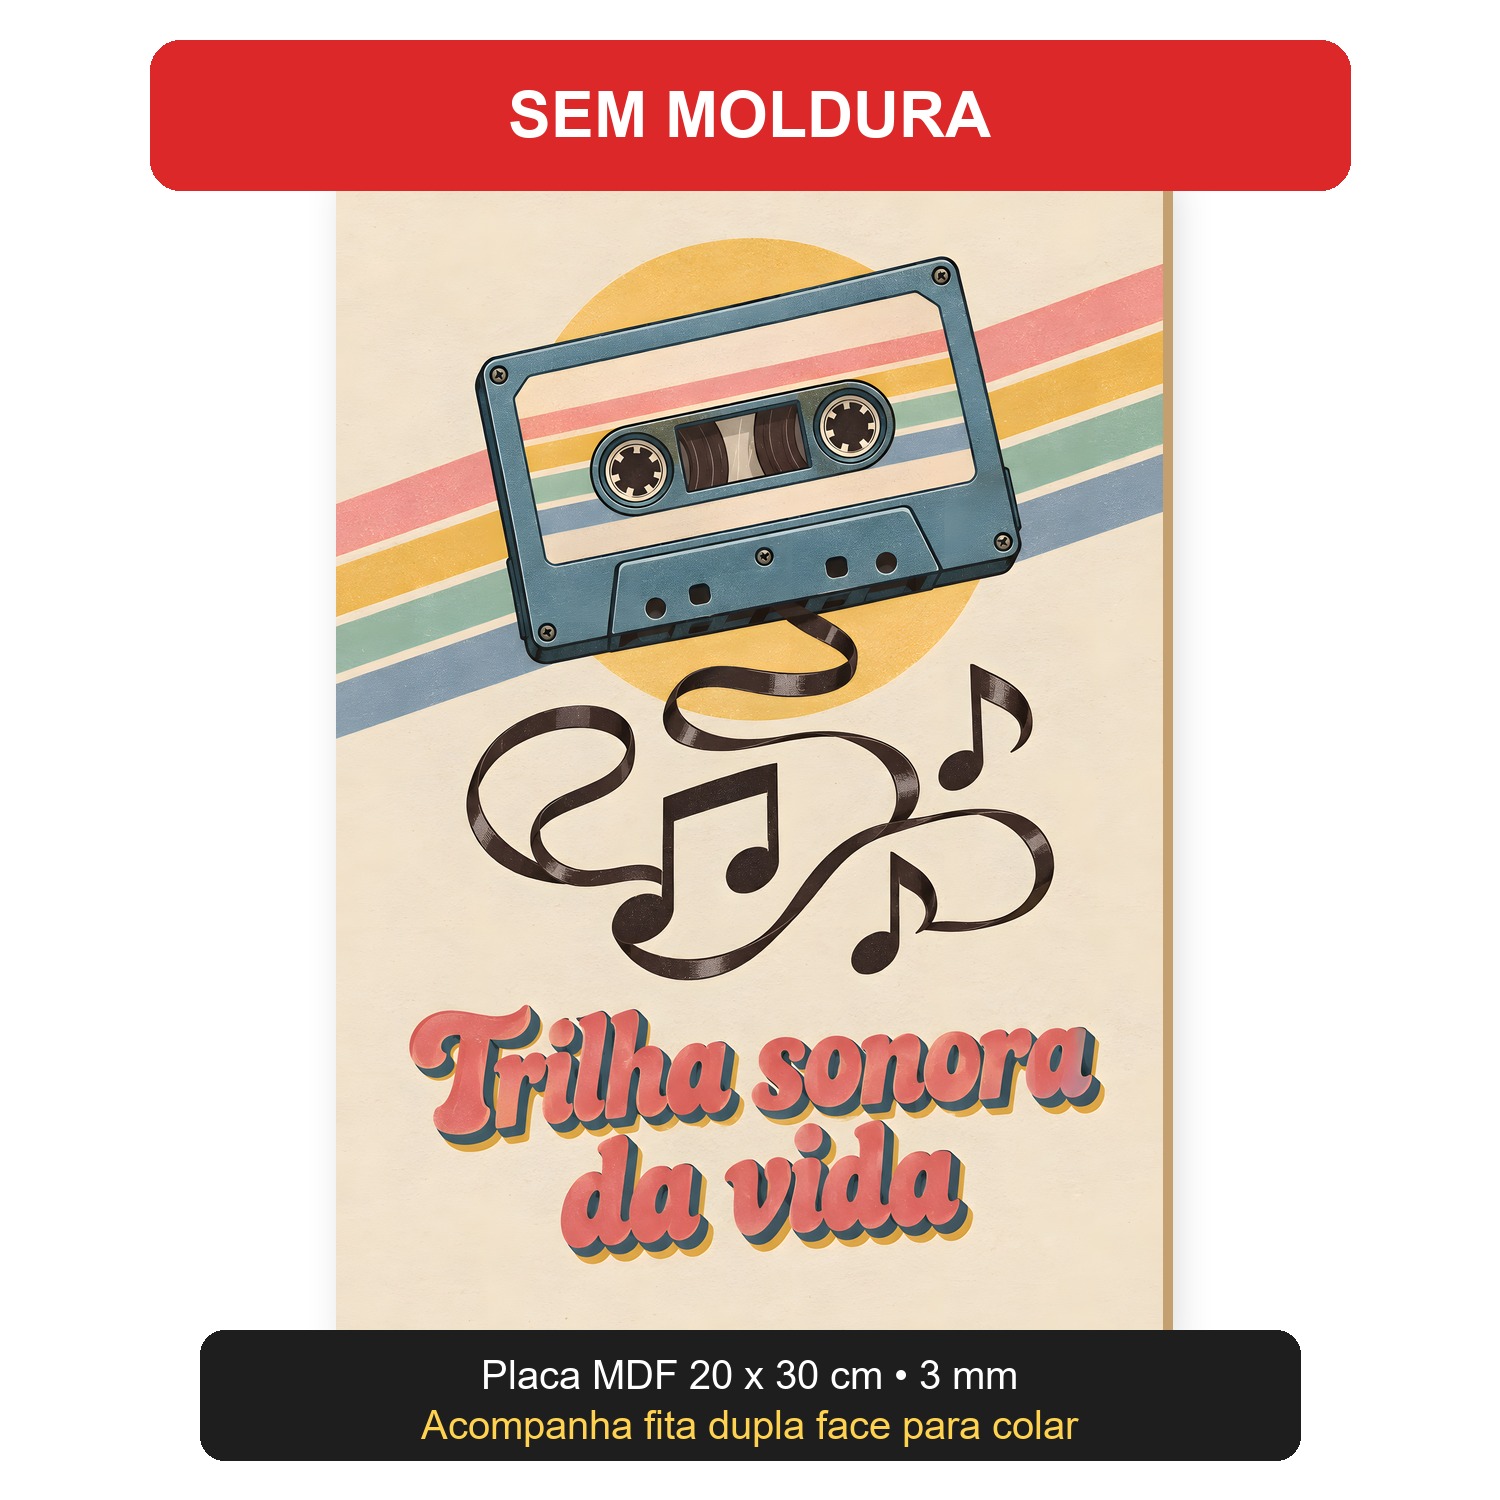 SEM MOLDURA
Trilha sonora
da vida
Placa MDF 20 x 30 cm • 3 mm
Acompanha fita dupla face para colar